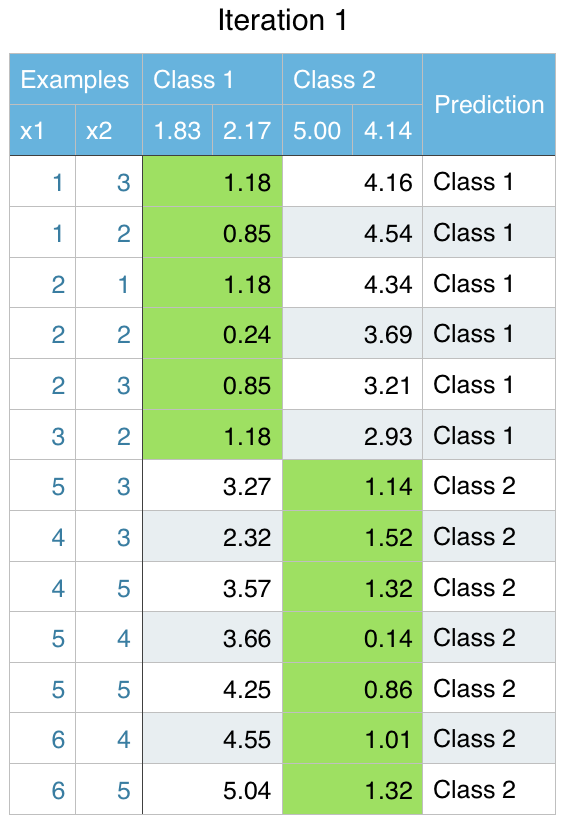 Iteration 1
Examples Class 1 Class 2 Prediction
x1 x2 1.83 2.17 5.00 4.14
1 3 1.18 4.16 Class 1
1 2 0.85 4.54 Class 1
2 1 1.18 4.34 Class 1
2 2 0.24 3.69 Class 1
2 3 0.85 3.21 Class 1
3 2 1.18 2.93 Class 1
5 3 3.27 1.14 Class 2
4 3 2.32 1.52 Class 2
4 5 3.57 1.32 Class 2
5 4 3.66 0.14 Class 2
5 5 4.25 0.86 Class 2
6 4 4.55 1.01 Class 2
6 5 5.04 1.32 Class 2